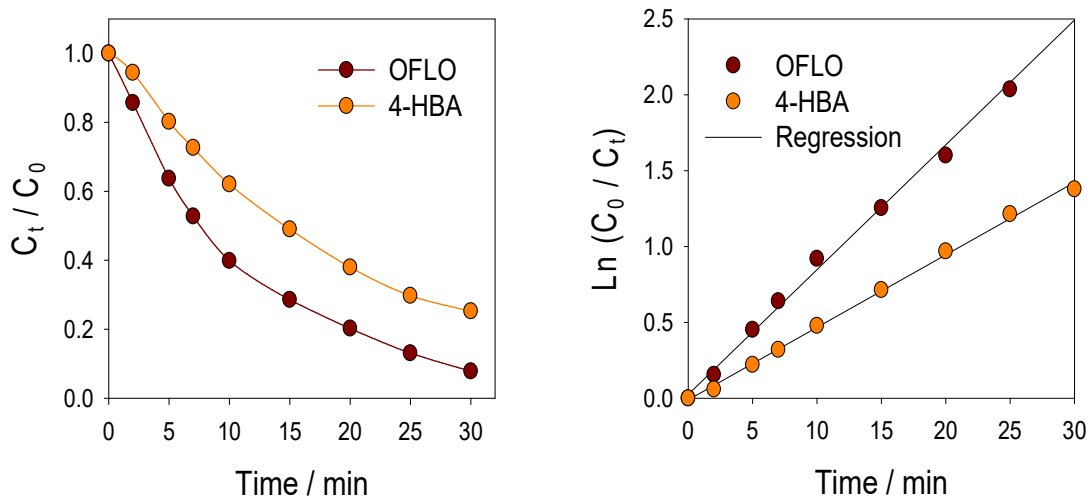 OFLO
4-HBA
1.0
0.8
0.6
0.4
0.2
0.0
0 5 10 15 20 25 30
C_t / C_0
Time / min
OFLO
4-HBA
Regression
2.5
2.0
1.5
1.0
0.5
0.0
0 5 10 15 20 25 30
Ln (C_0 / C_t)
Time / min